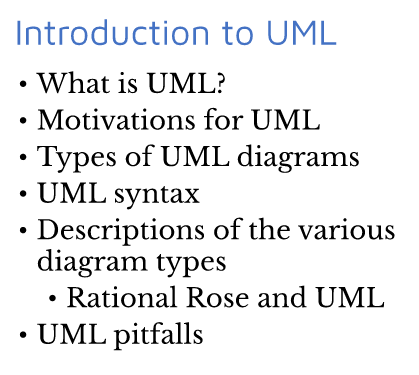 Introduction to UML
• What is UML?
• Motivations for UML
• Types of UML diagrams
• UML syntax
• Descriptions of the various
diagram types
• Rational Rose and UML
• UML pitfalls